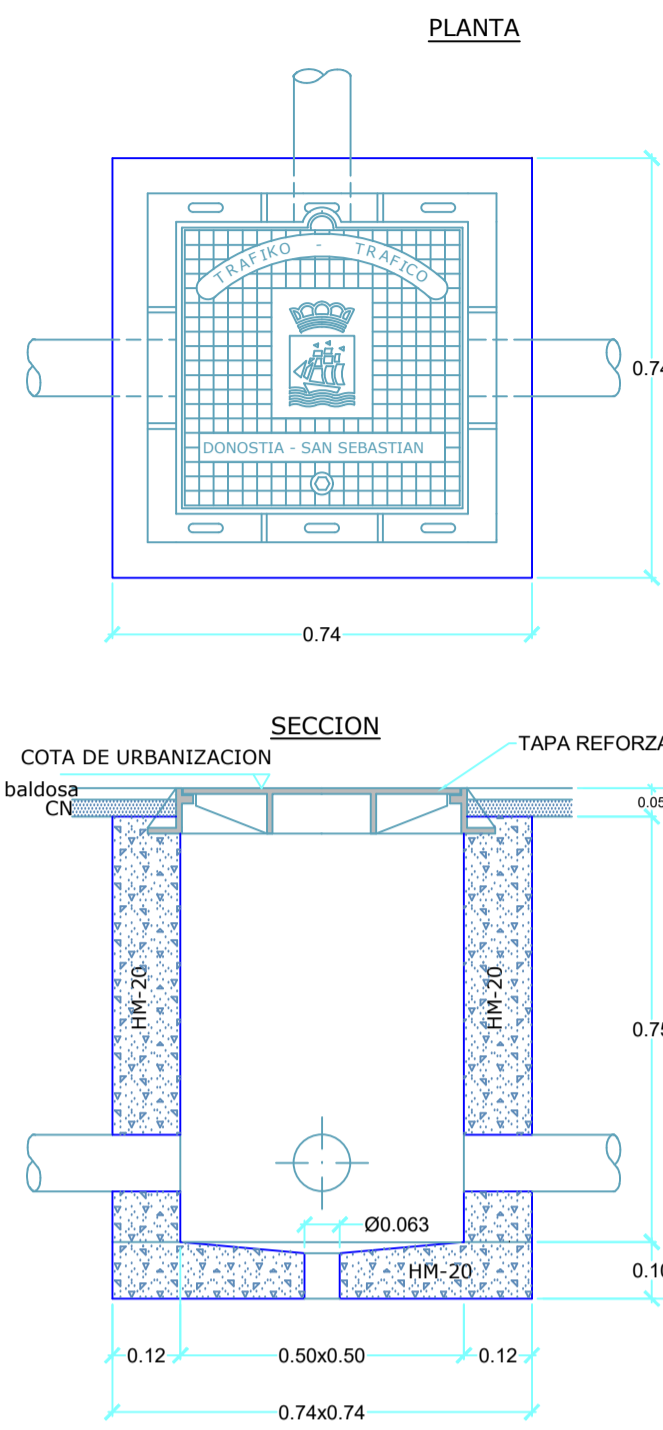 PLANTA
TRAFIKO - TRAFICO
DONOSTIA - SAN SEBASTIAN
0.74
0.74
SECCION
COTA DE URBANIZACION
TAPA REFORZA
baldosa
CN
0.05
HM-20
HM-20
0.75
Ø0.063
HM-20
0.10
0.12
0.50x0.50
0.12
0.74x0.74